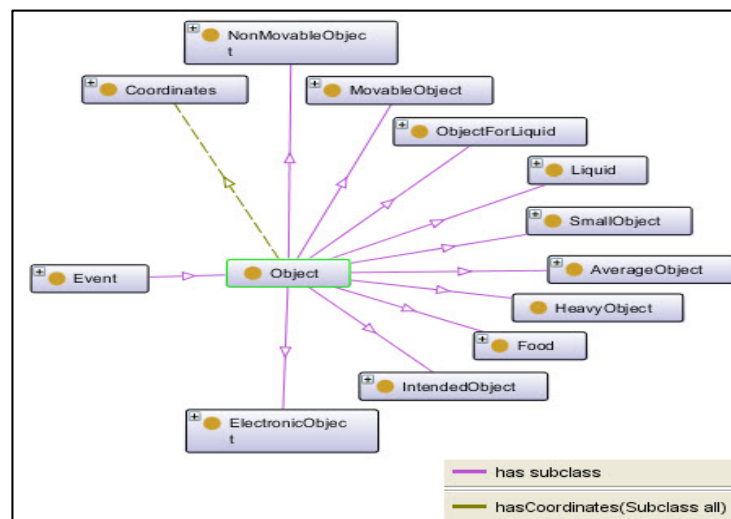 NonMovableObjec
t
Coordinates
MovableObject
ObjectForLiquid
Liquid
SmallObject
Event
Object
AverageObject
HeavyObject
Food
IntendedObject
ElectronicObjec
t
has subclass
hasCoordinates(Subclass all)